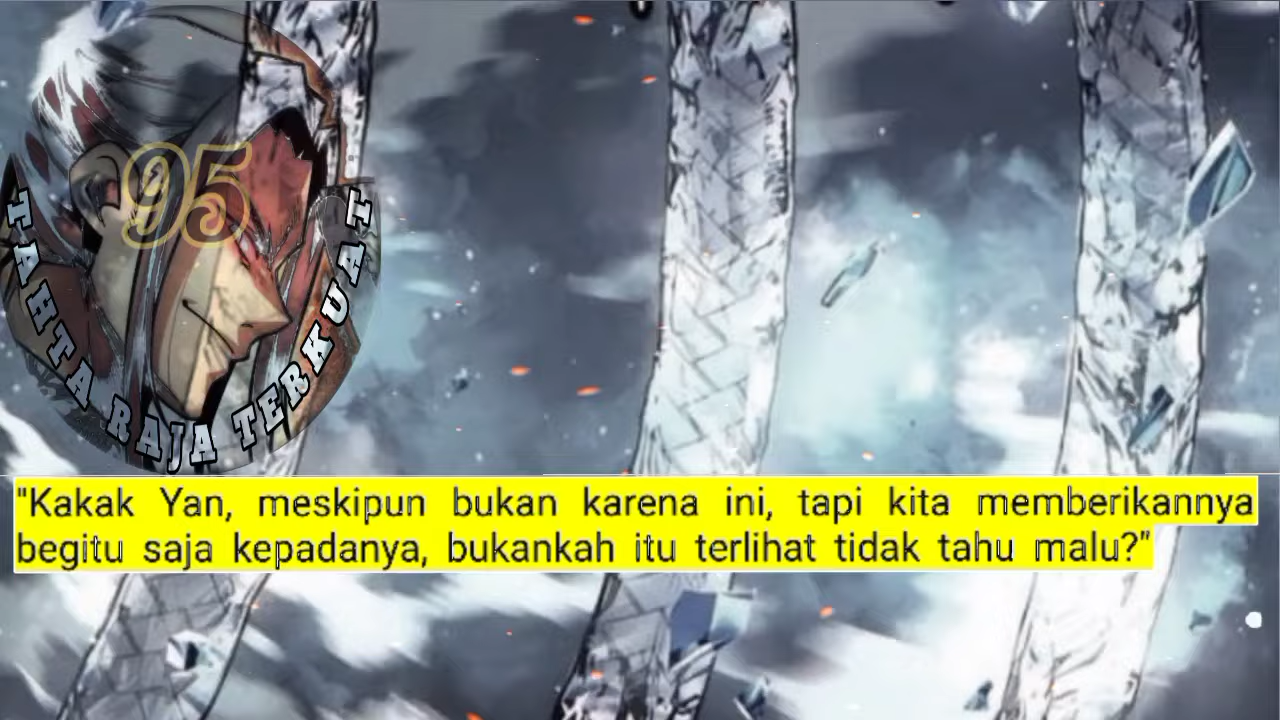 95
TAHTA RAJA TERKUAT
"Kakak Yan, meskipun bukan karena ini, tapi kita memberikannya
begitu saja kepadanya, bukankah itu terlihat tidak tahu malu?"